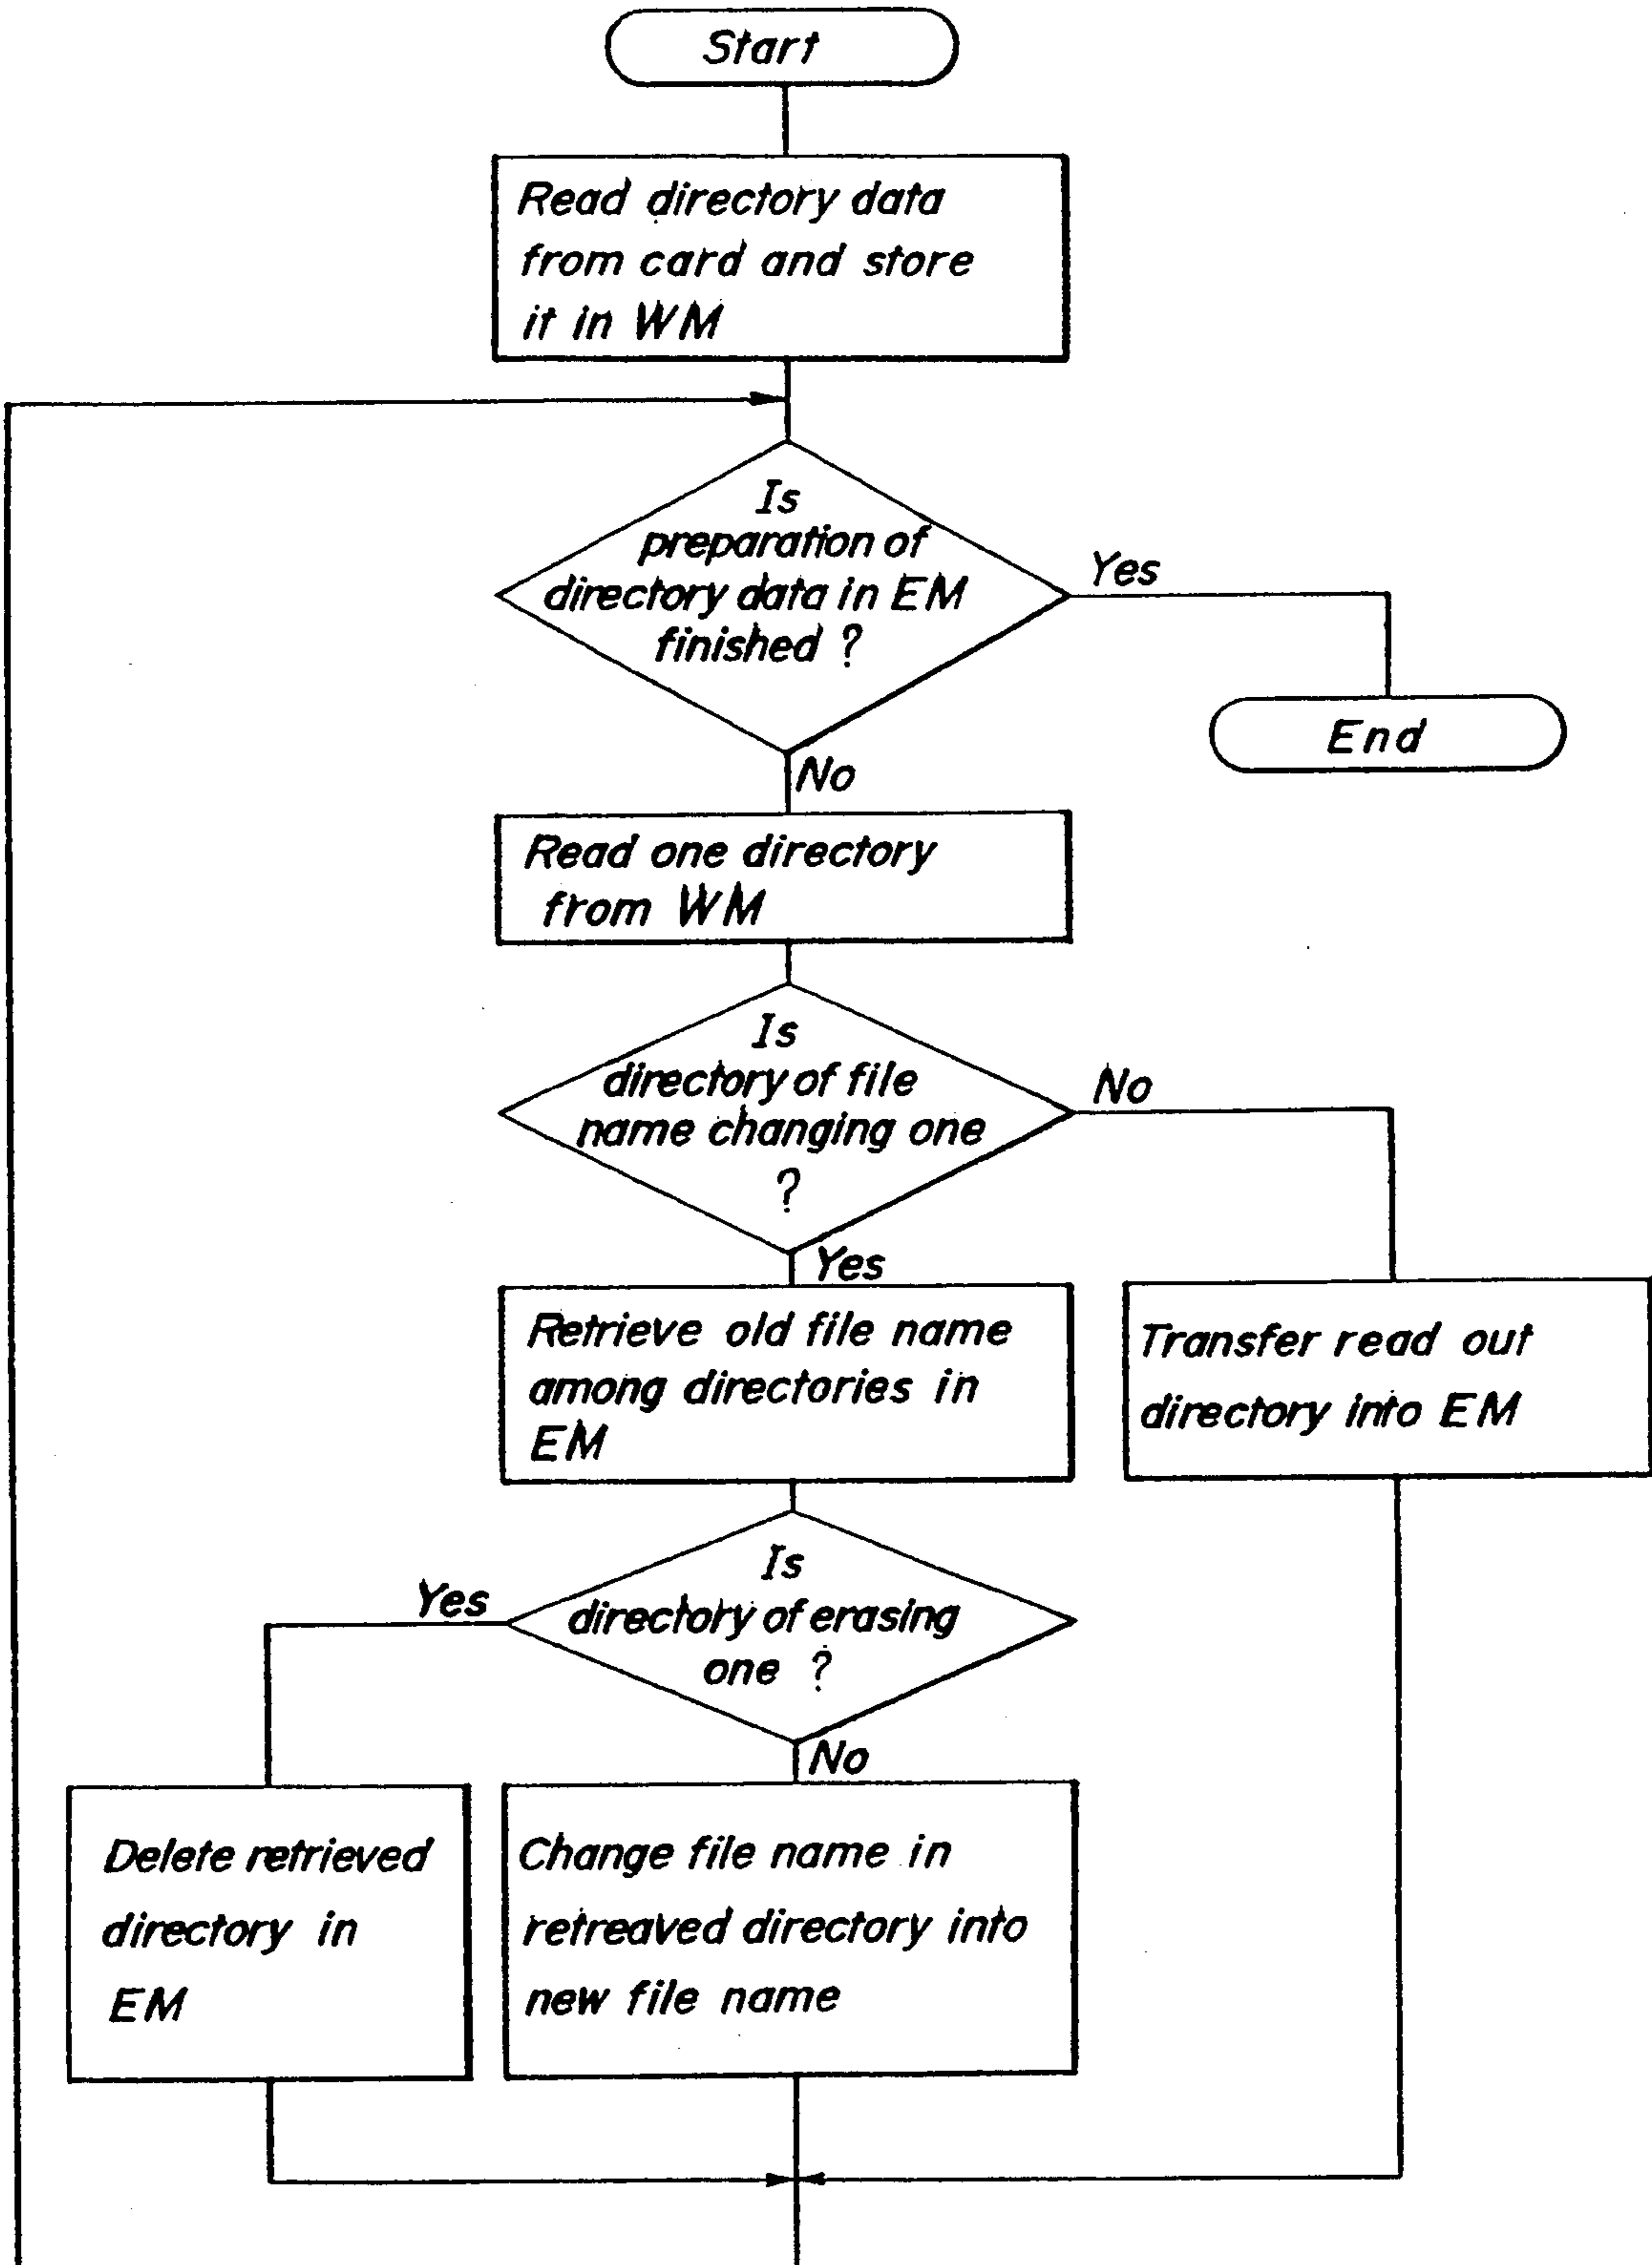 Start
Read directory data
from card and store
it in WM
Is
preparation of
directory data in EM
finished ?
Yes
End
No
Read one directory
from WM
Is
directory of file
name changing one
?
No
Yes
Retrieve old file name
among directories in
EM
Transfer read out
directory into EM
Is
directory of erasing
one ?
Yes
No
Delete retrieved
directory in
EM
Change file name in
retreaved directory into
new file name